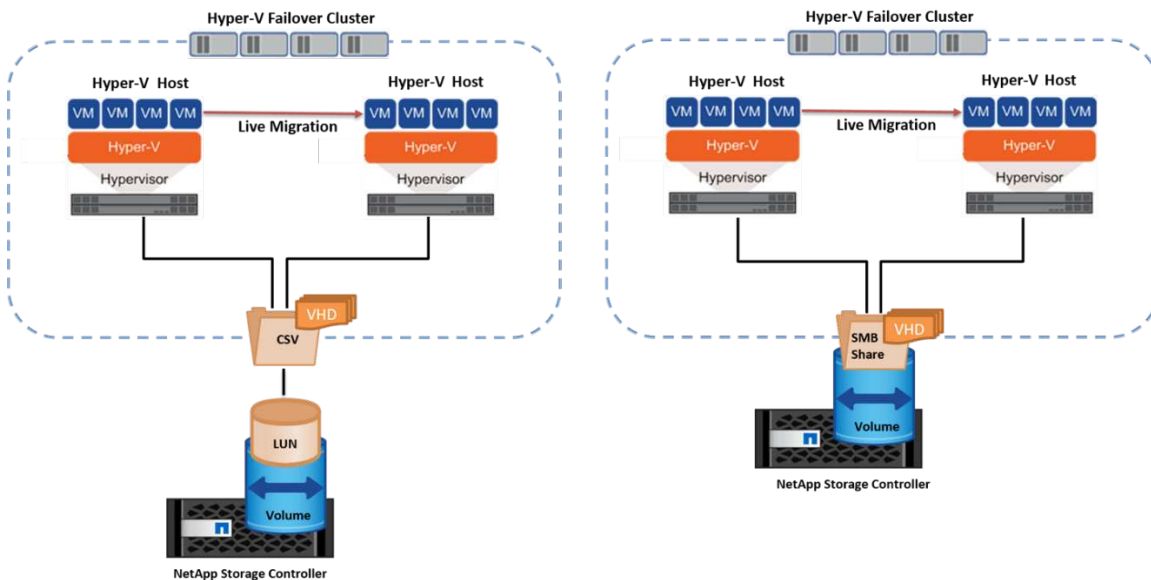 Hyper-V Failover Cluster
Hyper-V Host
Hyper-V Host
VM VM VM VM
VM VM VM VM
Live Migration
Hyper-V
Hyper-V
Hypervisor
Hypervisor
VHD
CSV
LUN
Volume
NetApp Storage Controller
Hyper-V Failover Cluster
Hyper-V Host
Hyper-V Host
VM VM VM VM
VM VM VM VM
Live Migration
Hyper-V
Hyper-V
Hypervisor
Hypervisor
SMB
Share
VHD
Volume
NetApp Storage Controller